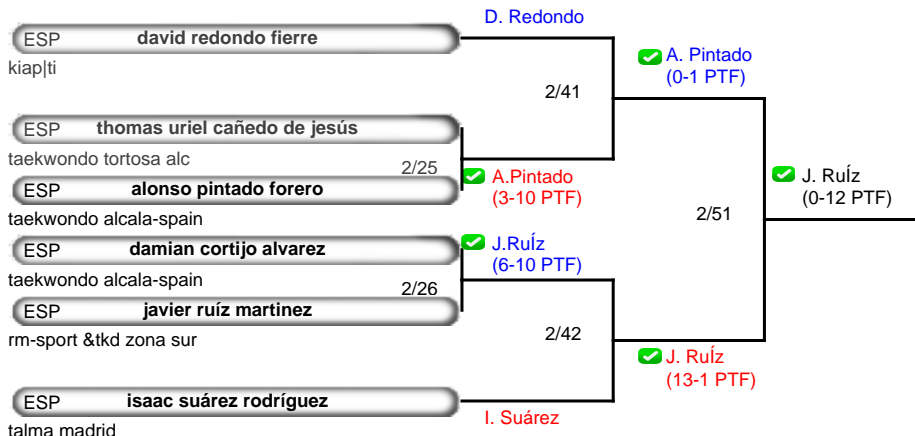 D. Redondo
ESP david redondo fierre
kiap|ti
A. Pintado
(0-1 PTF)
2/41
ESP thomas uriel cañedo de jesús
taekwondo tortosa alc
2/25
A.Pintado
(3-10 PTF)
ESP alonso pintado forero
taekwondo alcala-spain
J. RuÍz
(0-12 PTF)
2/51
ESP damian cortijo alvarez
taekwondo alcala-spain
J.RuÍz
(6-10 PTF)
2/26
ESP javier ruíz martinez
rm-sport &tkd zona sur
2/42
J. RuÍz
(13-1 PTF)
ESP isaac suárez rodríguez
talma madrid
I. Suárez